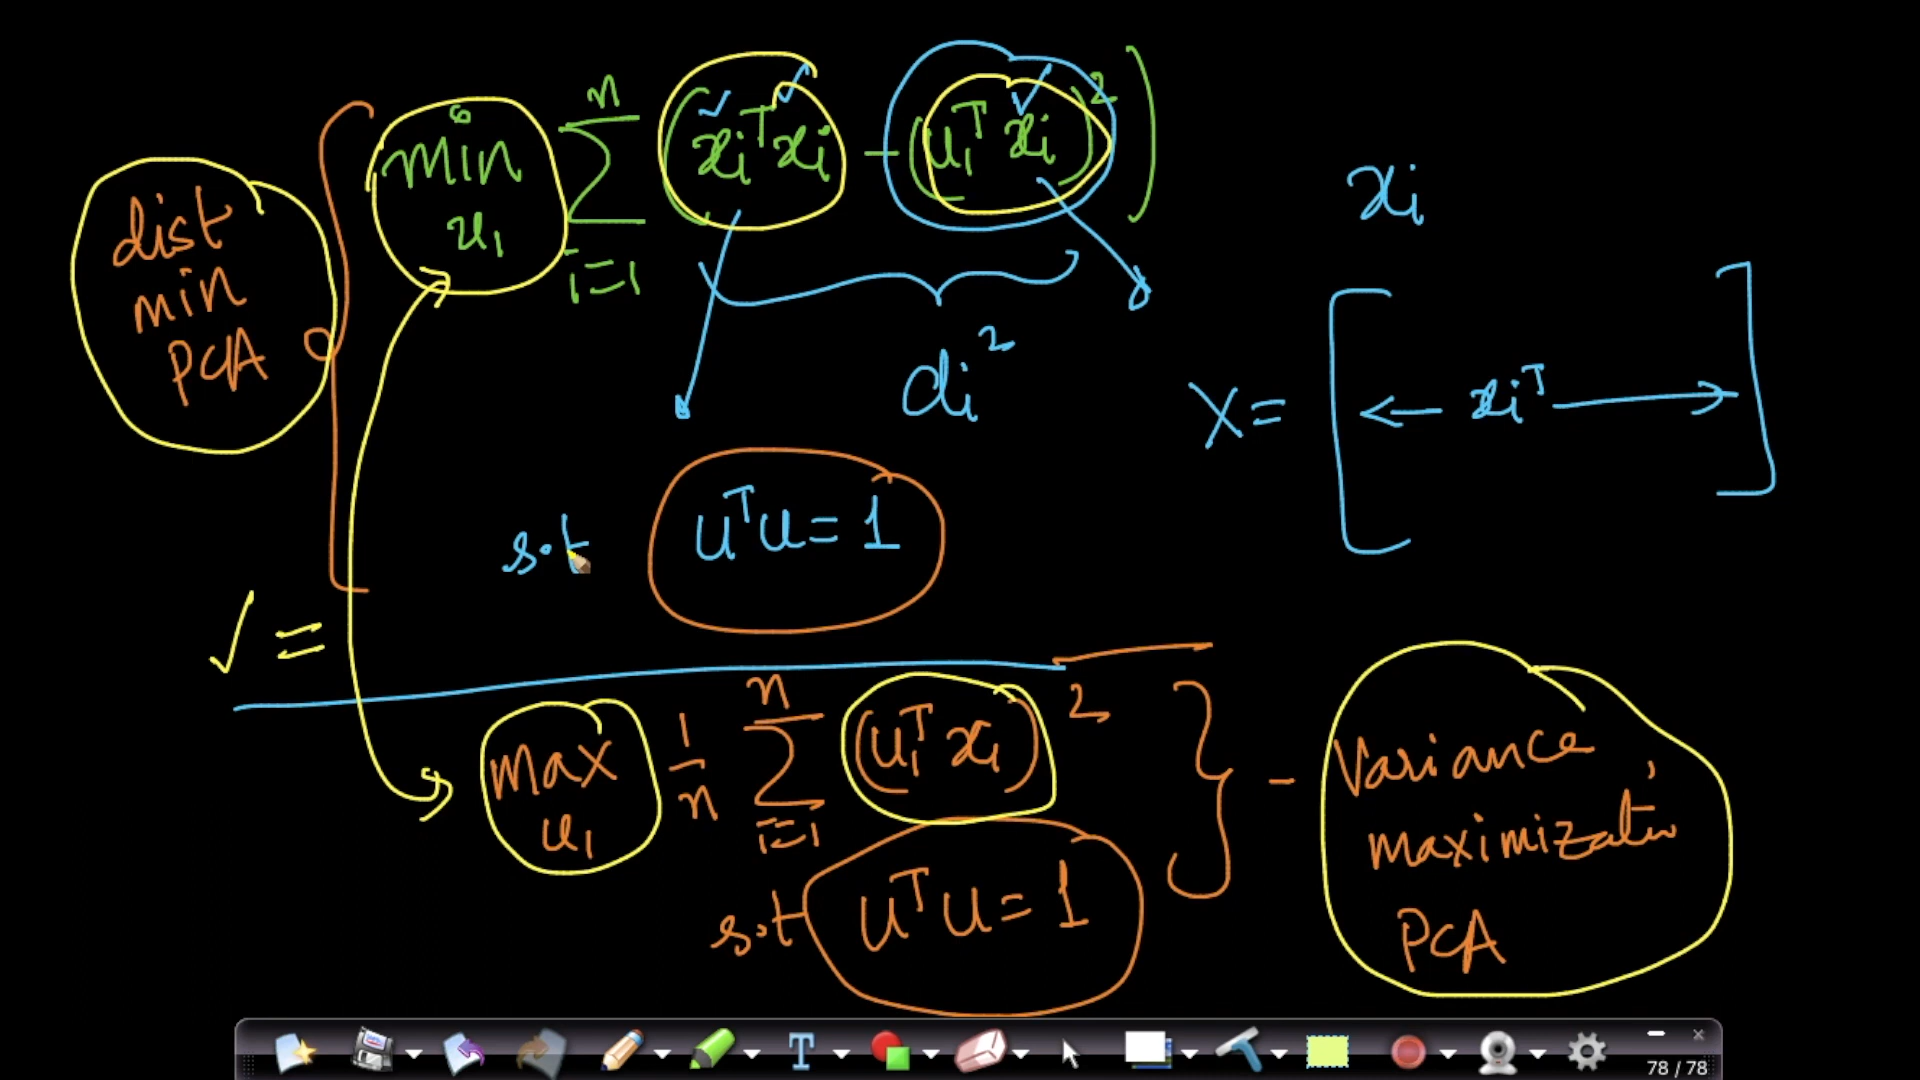 dist
min
PCA
min u₁ n Σ i=1 (xᵢᵀxᵢ - (u₁ᵀxᵢ)²)
dᵢ²
s.t uᵀu = 1
xᵢ
X = [← xᵢᵀ →]
✓ =
max u₁ 1/n n Σ i=1 (u₁ᵀxᵢ)²
s.t uᵀu = 1
- Variance
maximization
PCA
T
78 / 78